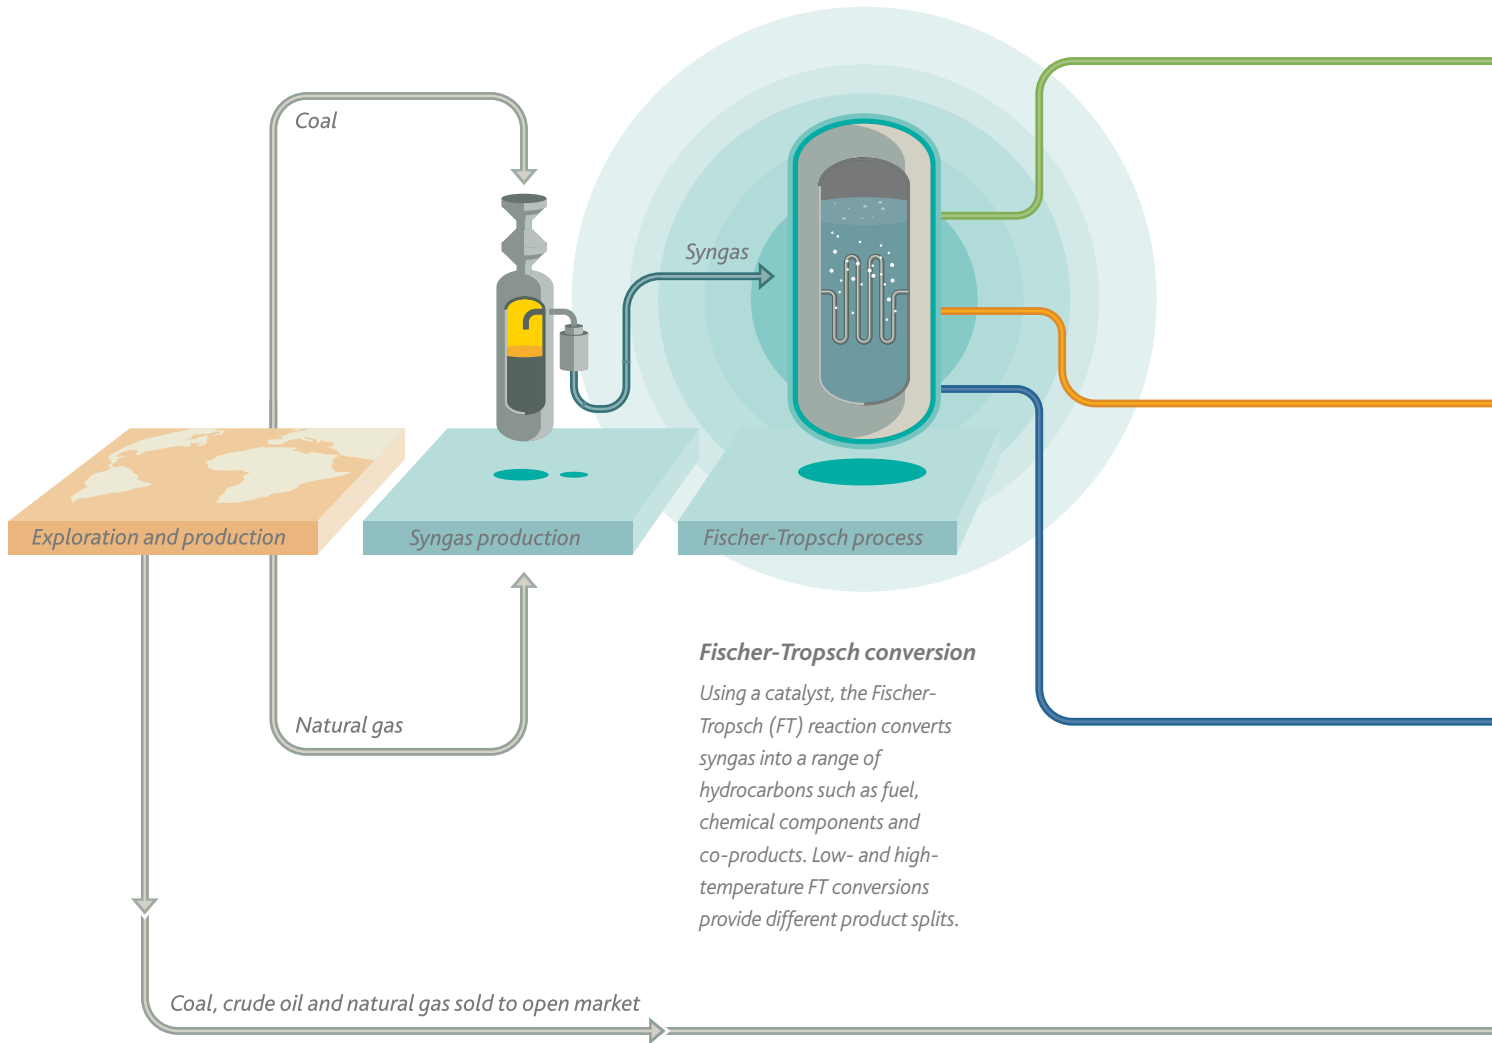 Coal
Syngas
Exploration and production
Syngas production
Fischer-Tropsch process
Natural gas
Fischer-Tropsch conversion
Using a catalyst, the Fischer-
Tropsch (FT) reaction converts
syngas into a range of
hydrocarbons such as fuel,
chemical components and
co-products. Low- and high-
temperature FT conversions
provide different product splits.
Coal, crude oil and natural gas sold to open market